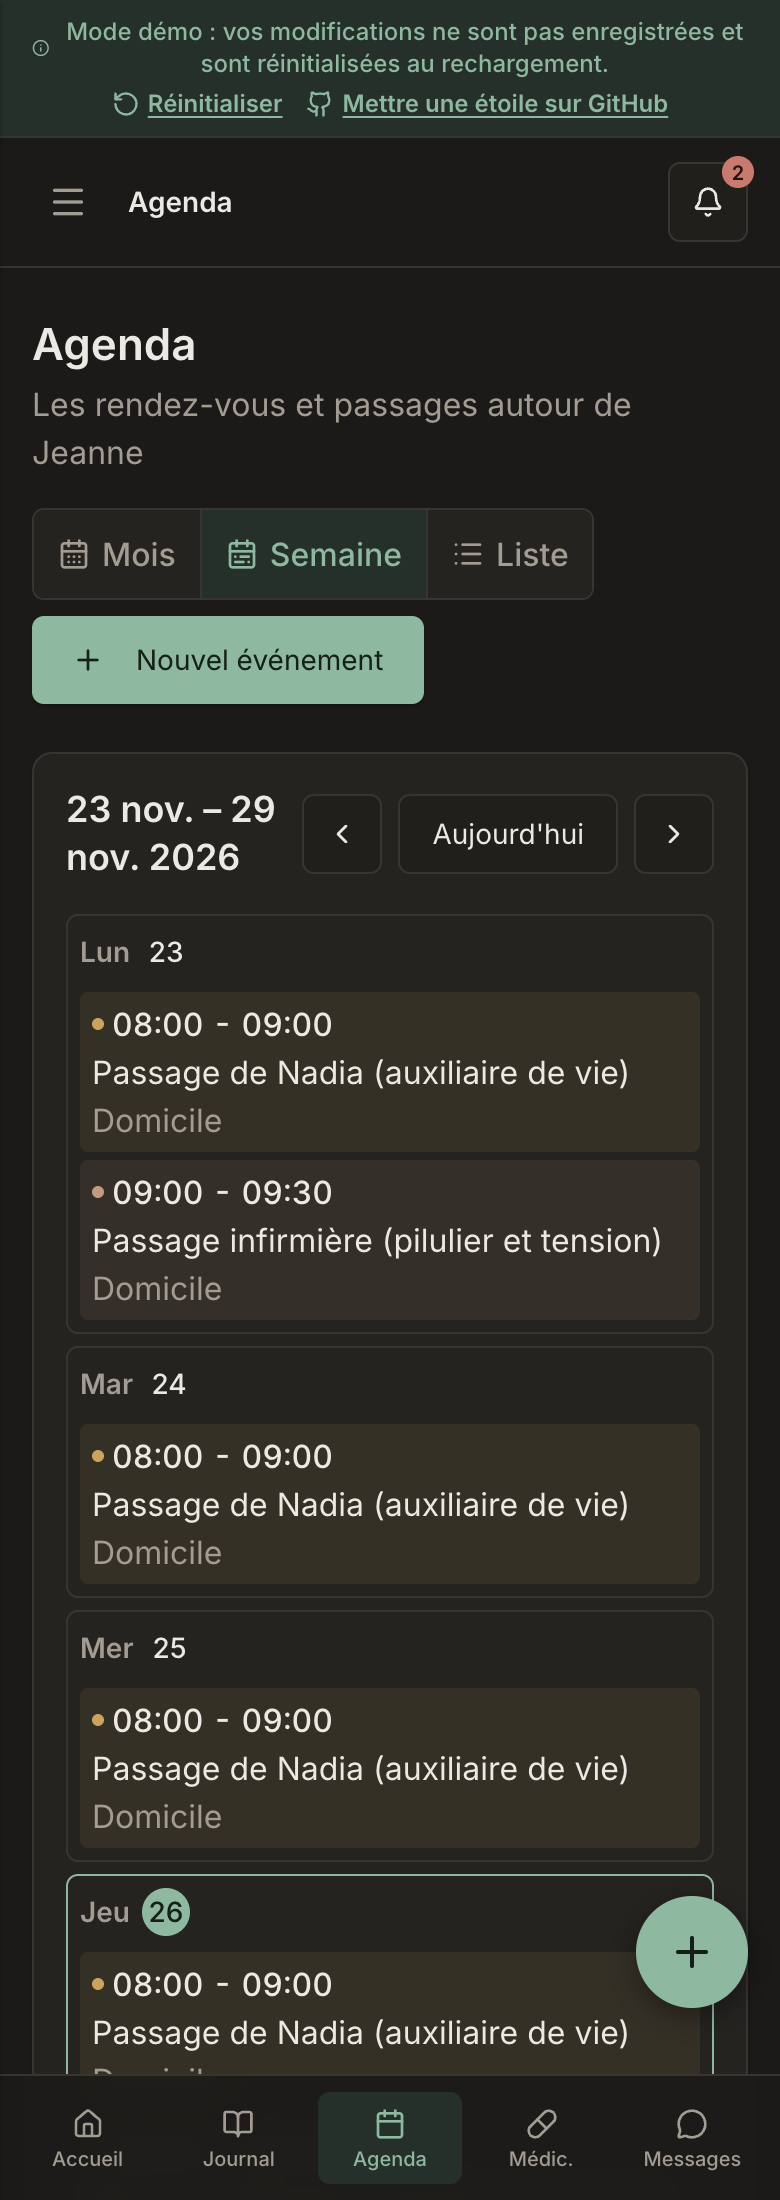 Mode démo : vos modifications ne sont pas enregistrées et
sont réinitialisées au rechargement.
Réinitialiser Mettre une étoile sur GitHub
Agenda
2
Agenda
Les rendez-vous et passages autour de
Jeanne
Mois Semaine Liste
Nouvel événement
23 nov. – 29
nov. 2026
Aujourd'hui
Lun 23
08:00 - 09:00
Passage de Nadia (auxiliaire de vie)
Domicile
09:00 - 09:30
Passage infirmière (pilulier et tension)
Domicile
Mar 24
08:00 - 09:00
Passage de Nadia (auxiliaire de vie)
Domicile
Mer 25
08:00 - 09:00
Passage de Nadia (auxiliaire de vie)
Domicile
Jeu 26
08:00 - 09:00
Passage de Nadia (auxiliaire de vie)
Accueil Journal Agenda Médic. Messages